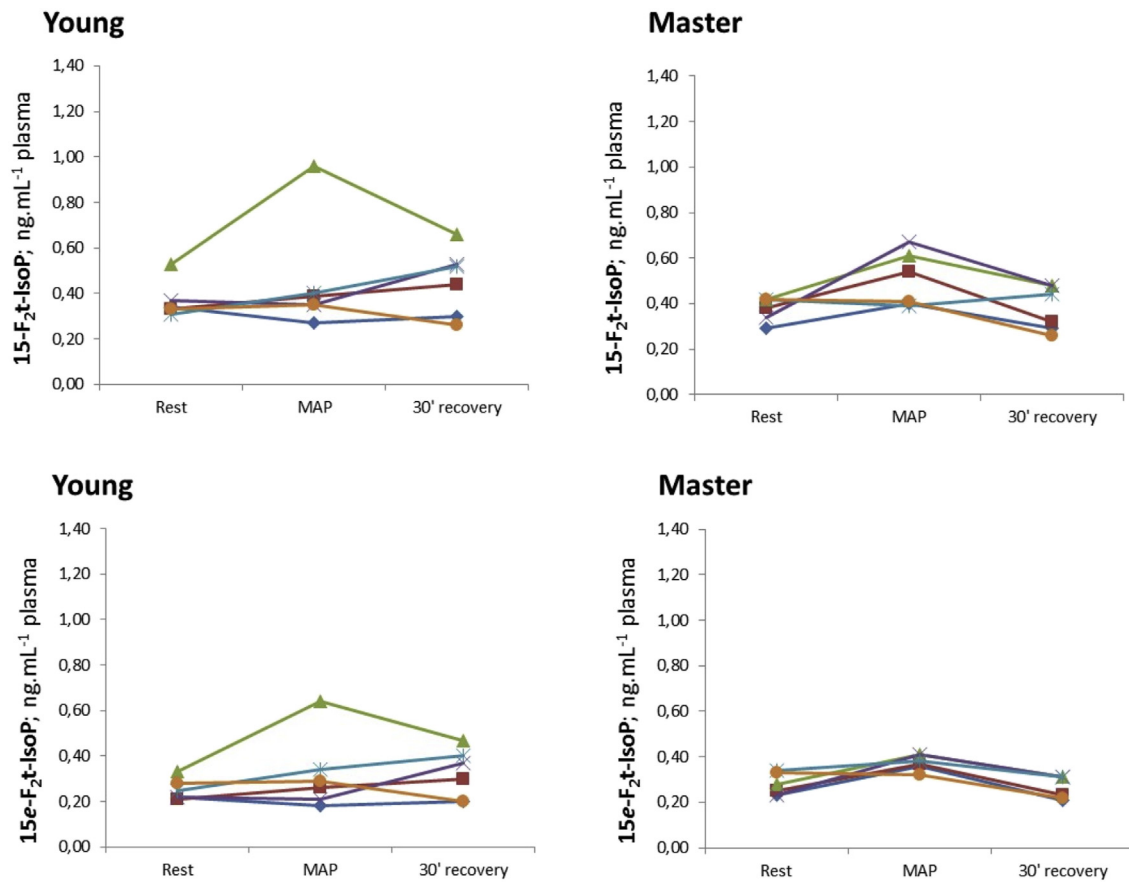 Young
15-F₂t-IsoP; ng.mL⁻¹ plasma
1,40
1,20
1,00
0,80
0,60
0,40
0,20
0,00
Rest MAP 30' recovery
Master
15-F₂t-IsoP; ng.mL⁻¹ plasma
1,40
1,20
1,00
0,80
0,60
0,40
0,20
0,00
Rest MAP 30' recovery
Young
15e-F₂t-IsoP; ng.mL⁻¹ plasma
1,40
1,20
1,00
0,80
0,60
0,40
0,20
0,00
Rest MAP 30' recovery
Master
15e-F₂t-IsoP; ng.mL⁻¹ plasma
1,40
1,20
1,00
0,80
0,60
0,40
0,20
0,00
Rest MAP 30' recovery